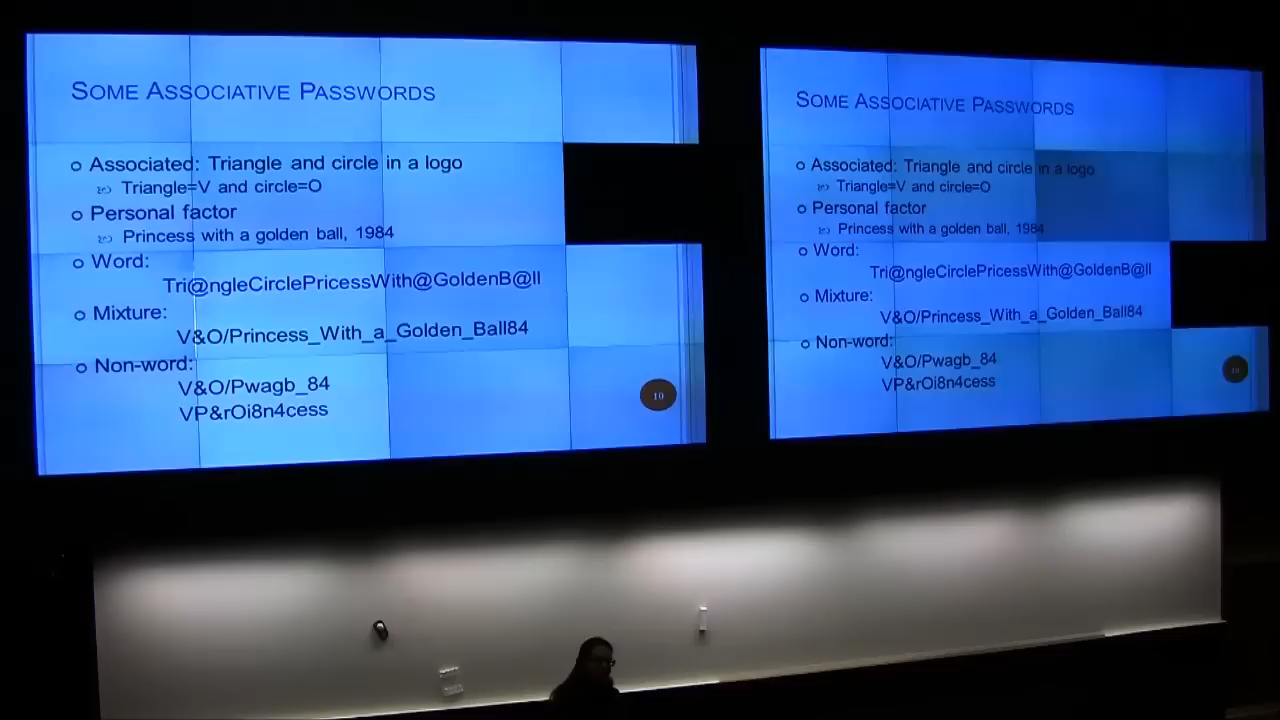 SOME ASSOCIATIVE PASSWORDS
Associated: Triangle and circle in a logo
Triangle=V and circle=O
Personal factor
Princess with a golden ball, 1984
Word:
Tri@ngleCirclePricessWith@GoldenB@ll
Mixture:
V&O/Princess_With_a_Golden_Ball84
Non-word:
V&O/Pwagb_84
VP&rOi8n4cess
10
SOME ASSOCIATIVE PASSWORDS
Associated: Triangle and circle in a logo
Triangle=V and circle=O
Personal factor
Princess with a golden ball, 1984
Word:
Tri@ngleCirclePricessWith@GoldenB@ll
Mixture:
V&O/Princess_With_a_Golden_Ball84
Non-word:
V&O/Pwagb_84
VP&rOi8n4cess
10